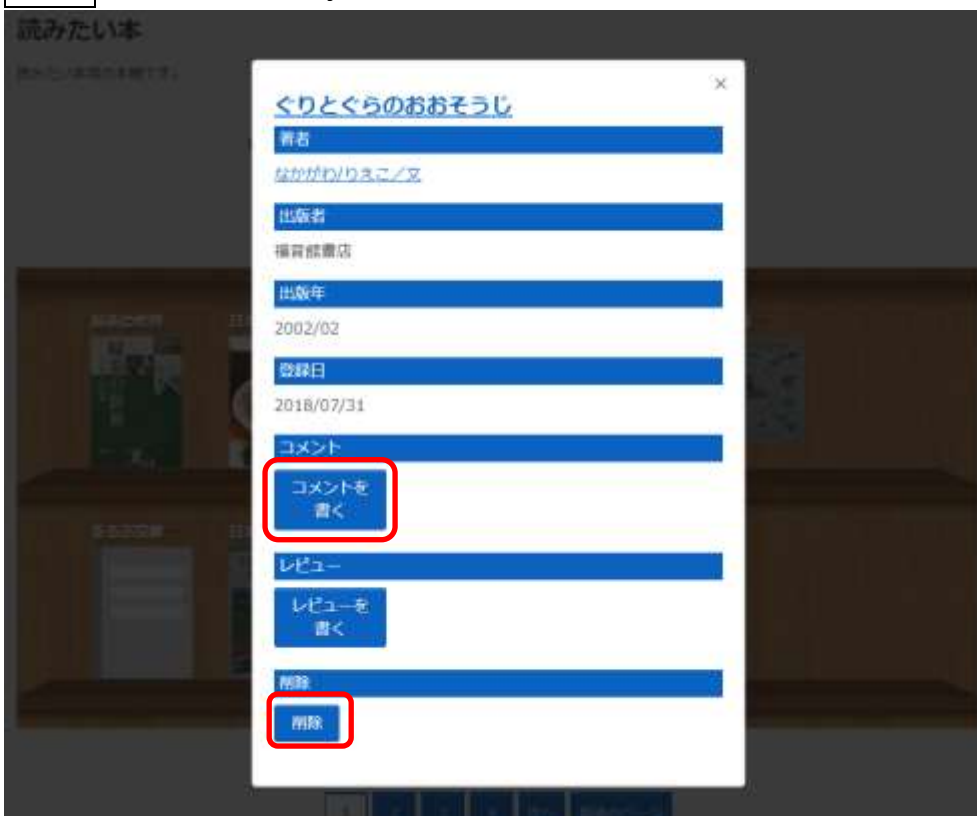 読みたい本
×
ぐりとぐらのおおそうじ
著者
なかがわ/りえこ／文
出版者
福音館書店
出版年
2002/02
登録日
2018/07/31
コメント
コメントを
書く
レビュー
レビューを
書く
削除
削除